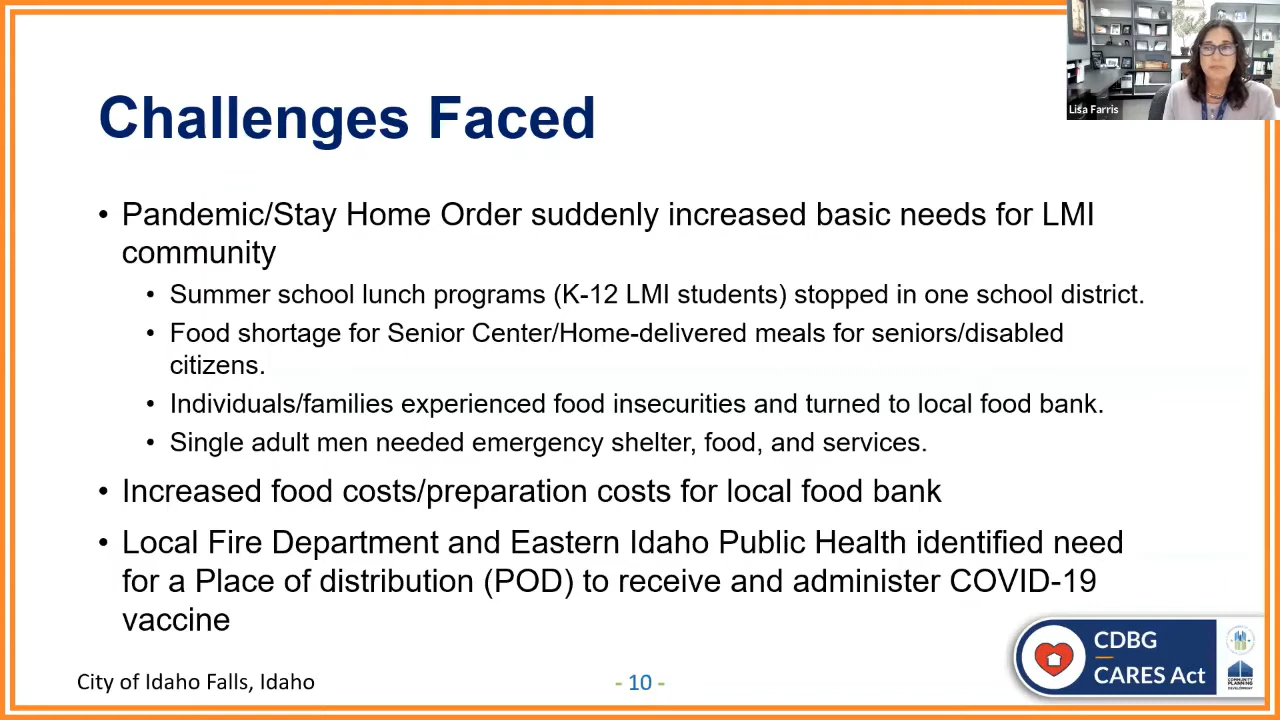 Lisa Farris
Challenges Faced
• Pandemic/Stay Home Order suddenly increased basic needs for LMI
community
• Summer school lunch programs (K-12 LMI students) stopped in one school district.
• Food shortage for Senior Center/Home-delivered meals for seniors/disabled
citizens.
• Individuals/families experienced food insecurities and turned to local food bank.
• Single adult men needed emergency shelter, food, and services.
• Increased food costs/preparation costs for local food bank
• Local Fire Department and Eastern Idaho Public Health identified need
for a Place of distribution (POD) to receive and administer COVID-19
vaccine
City of Idaho Falls, Idaho
- 10 -
CDBG
CARES Act
COMMUNITY
PLANNING
DEVELOPMENT